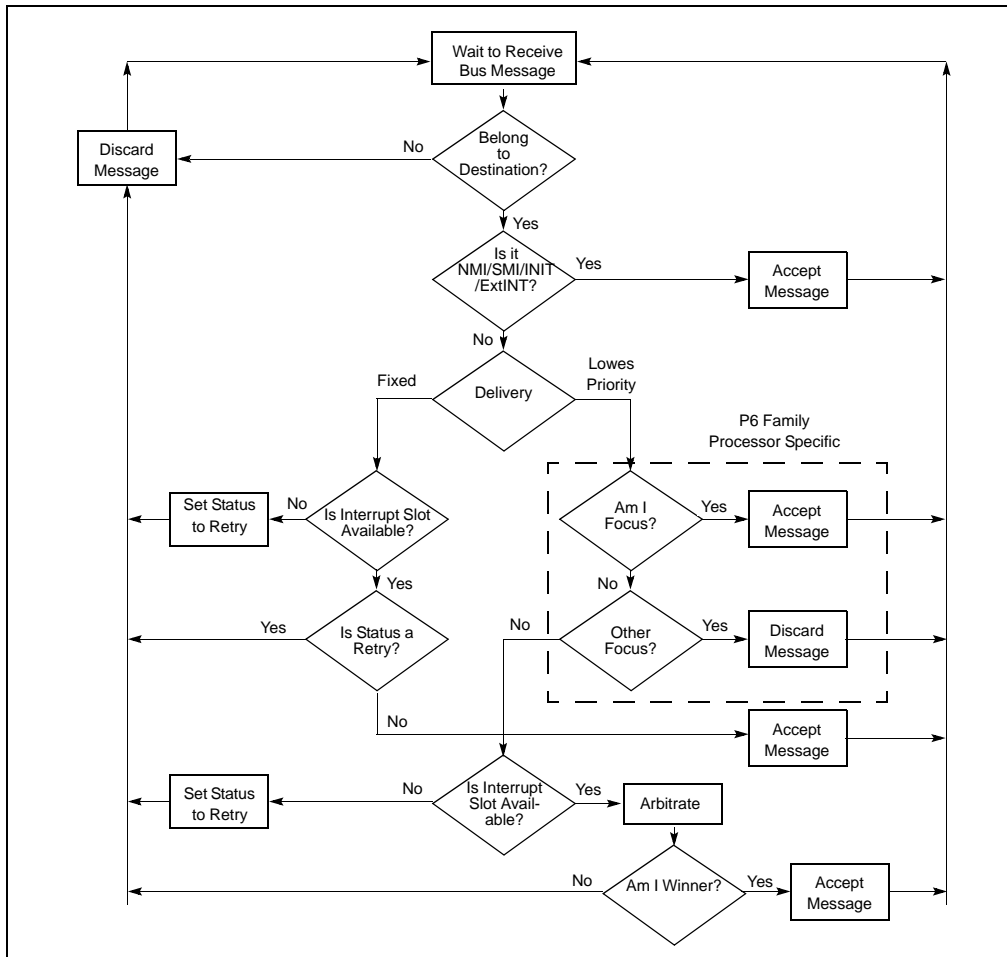 Wait to Receive
Bus Message
Belong
to
Destination?
No
Discard
Message
Yes
Is it
NMI/SMI/INIT
/ExtINT?
Yes
Accept
Message
No
Delivery
Fixed
Lowes
Priority
P6 Family
Processor Specific
Set Status
to Retry
No
Is Interrupt Slot
Available?
Am I
Focus?
Yes
Accept
Message
Yes
No
Yes
Is Status a
Retry?
No
Other
Focus?
Yes
Discard
Message
No
Accept
Message
Set Status
to Retry
No
Is Interrupt
Slot Avail-
able?
Yes
Arbitrate
No
Am I Winner?
Yes
Accept
Message